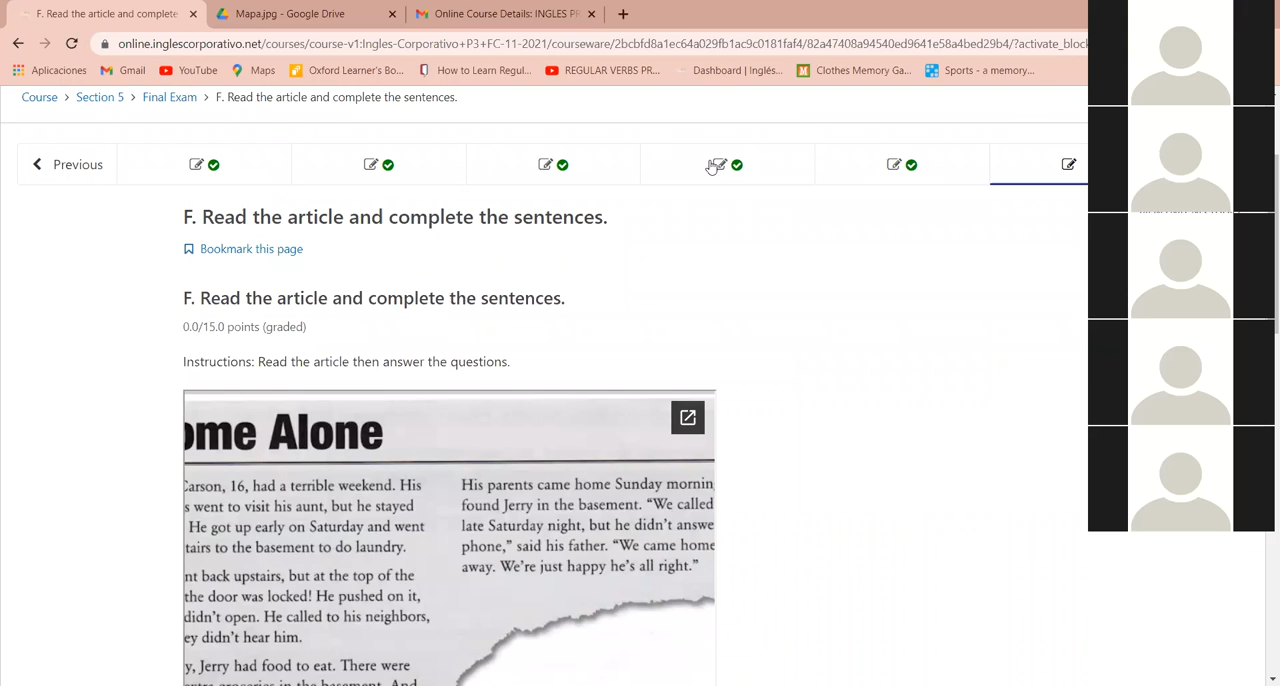 F. Read the article and complete
Mapa.jpg - Google Drive
Online Course Details: INGLES PR
online.inglescorporativo.net/courses/course-v1:Ingles-Corporativo+P3+FC-11-2021/courseware/2bcbfd8a1ec64a029fb1ac9c0181faf4/82a47408a94540ed9641e58a4bed29b4/?activate_block
Aplicaciones Gmail YouTube Maps Oxford Learner's Bo... How to Learn Regul... REGULAR VERBS PR... Dashboard | Inglés... Clothes Memory Ga... Sports - a memory...
Course > Section 5 > Final Exam > F. Read the article and complete the sentences.
Previous
F. Read the article and complete the sentences.
Bookmark this page
F. Read the article and complete the sentences.
0.0/15.0 points (graded)
Instructions: Read the article then answer the questions.
ome Alone
Carson, 16, had a terrible weekend. His
s went to visit his aunt, but he stayed
He got up early on Saturday and went
tairs to the basement to do laundry.
nt back upstairs, but at the top of the
the door was locked! He pushed on it,
didn't open. He called to his neighbors,
ey didn't hear him.
y, Jerry had food to eat. There were
extra groceries in the basement. And
His parents came home Sunday mornin
found Jerry in the basement. "We called
late Saturday night, but he didn't answe
phone," said his father. "We came home
away. We're just happy he's all right."